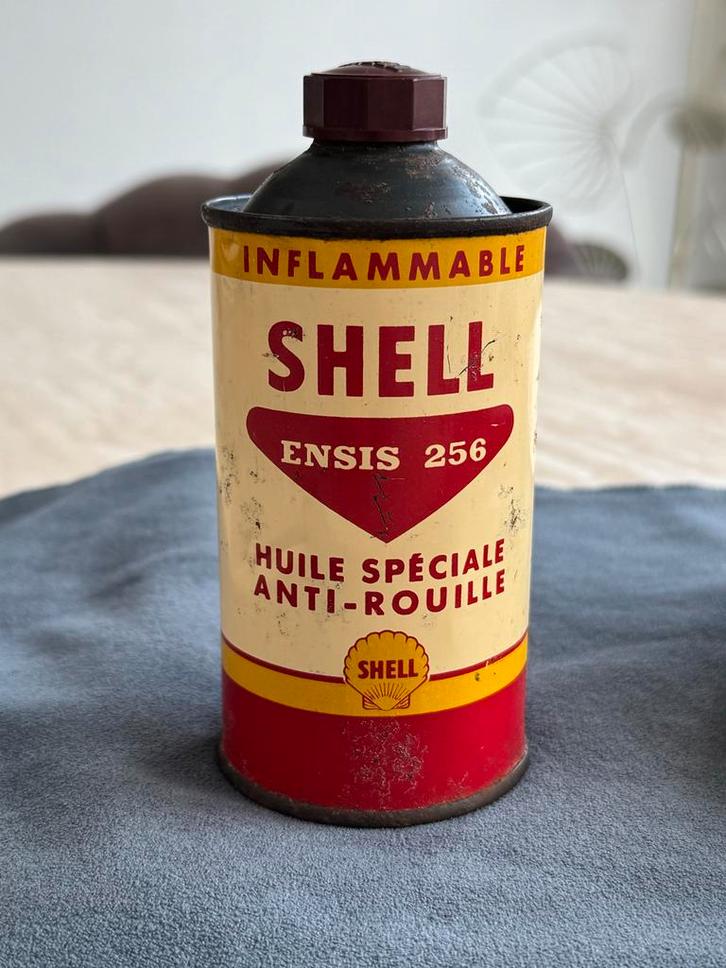 INFLAMMABLE
SHELL
ENSIS 256
HUILE SPÉCIALE
ANTI-ROUILLE
SHELL